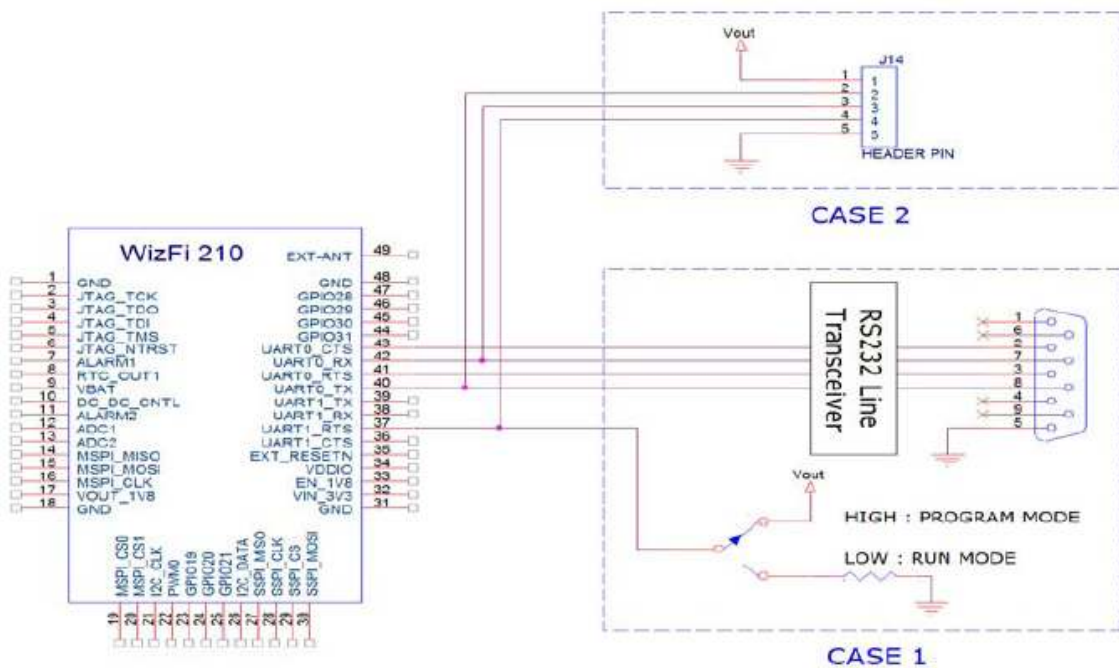 Vout
J14
1 1
2 2
3 3
4 4
5 5
HEADER PIN
CASE 2
WizFi 210
EXT-ANT 49
1 GND
2 JTAG_TCK
3 JTAG_TDO
4 JTAG_TDI
5 JTAG_TMS
6 JTAG_NTRST
7 ALARM1
8 RTC_OUT1
9 VBAT
10 DC_DC_CNTL
11 ALARM2
12 ADC1
13 ADC2
14 MSPI_MISO
15 MSPI_MOSI
16 MSPI_CLK
17 VOUT_1V8
18 GND
GND 48
GPIO28 47
GPIO29 46
GPIO30 45
GPIO31 44
UART0_CTS 43
UART0_RX 42
UART0_RTS 41
UART0_TX 40
UART1_TX 39
UART1_RX 38
UART1_RTS 37
UART1_CTS 36
EXT_RESETN 35
VDDIO 34
EN_1V8 33
VIN_3V3 32
GND 31
19 MSPI_CS0
20 MSPI_CS1
21 I2C_CLK
22 PWM0
23 GPIO19
24 GPIO20
25 GPIO21
26 I2C_DATA
27 SSPI_MISO
28 SSPI_CLK
29 SSPI_CS
30 SSPI_MOSI
RS232 Line
Transceiver
1
6
2
7
3
8
4
9
5
Vout
HIGH : PROGRAM MODE
LOW : RUN MODE
CASE 1